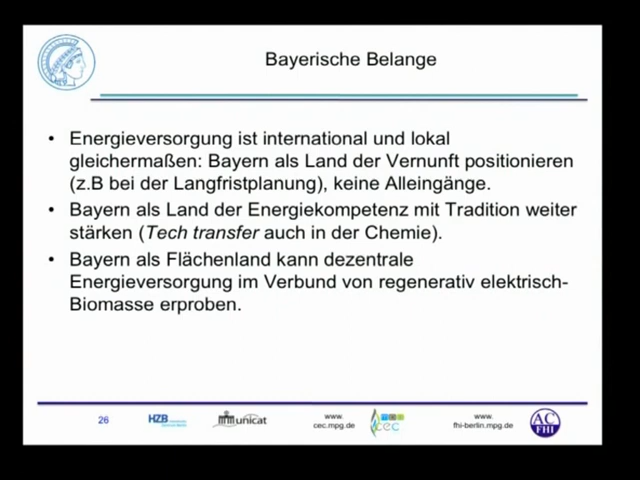 Bayerische Belange
• Energieversorgung ist international und lokal
gleichermaßen: Bayern als Land der Vernunft positionieren
(z.B bei der Langfristplanung), keine Alleingänge.
• Bayern als Land der Energiekompetenz mit Tradition weiter
stärken (Tech transfer auch in der Chemie).
• Bayern als Flächenland kann dezentrale
Energieversorgung im Verbund von regenerativ elektrisch-
Biomasse erproben.
26
HZB
unicat
www.
cec.mpg.de
cec
www.
fhi-berlin.mpg.de
AC
FHI